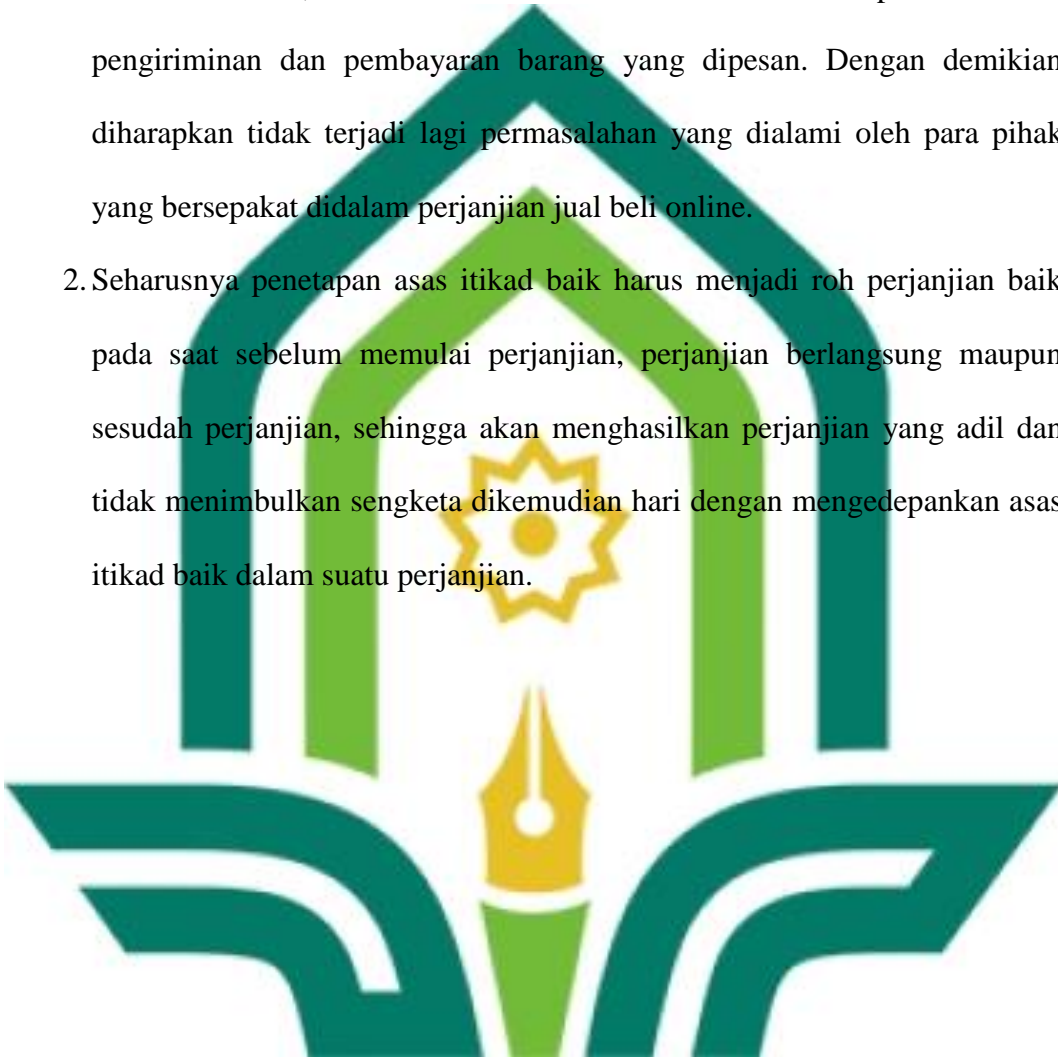 pengiriminan dan pembayaran barang yang dipesan. Dengan demikian
diharapkan tidak terjadi lagi permasalahan yang dialami oleh para pihak
yang bersepakat didalam perjanjian jual beli online.
2. Seharusnya penetapan asas itikad baik harus menjadi roh perjanjian baik
pada saat sebelum memulai perjanjian, perjanjian berlangsung maupun
sesudah perjanjian, sehingga akan menghasilkan perjanjian yang adil dan
tidak menimbulkan sengketa dikemudian hari dengan mengedepankan asas
itikad baik dalam suatu perjanjian.